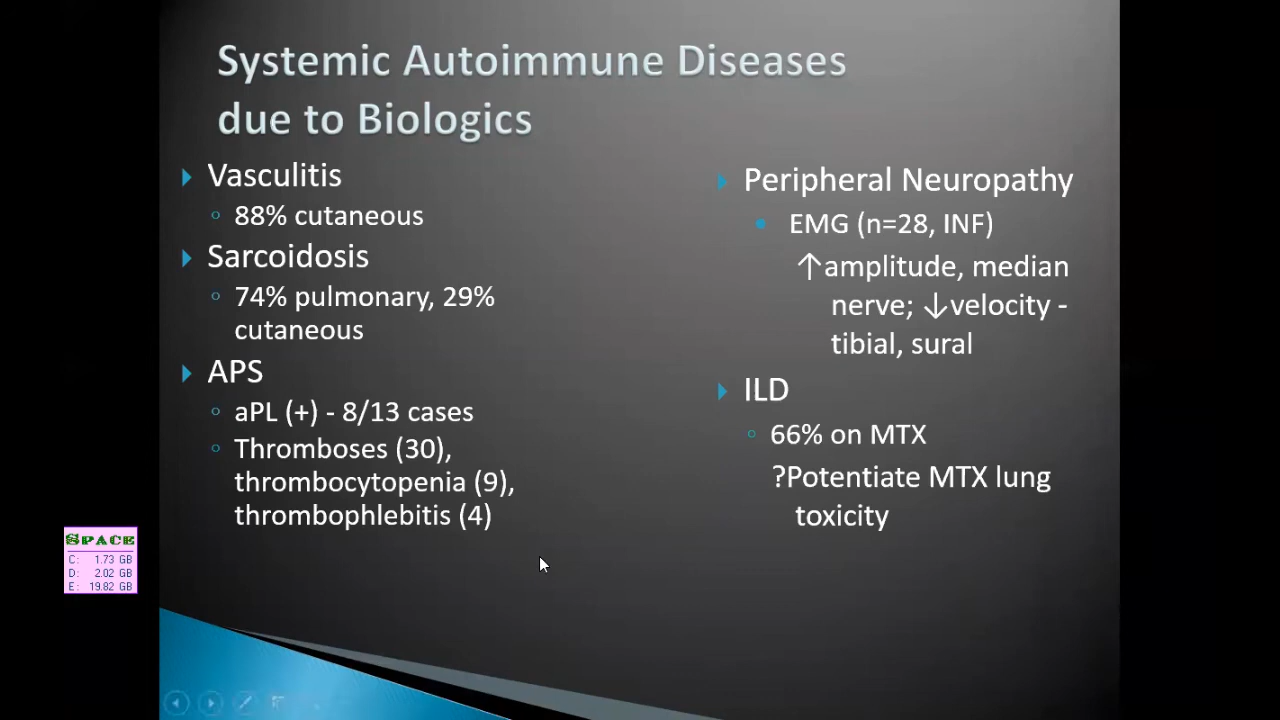 Systemic Autoimmune Diseases
due to Biologics
Vasculitis
88% cutaneous
Sarcoidosis
74% pulmonary, 29%
cutaneous
APS
aPL (+) - 8/13 cases
Thromboses (30),
thrombocytopenia (9),
thrombophlebitis (4)
Peripheral Neuropathy
EMG (n=28, INF)
↑amplitude, median
nerve; ↓velocity -
tibial, sural
ILD
66% on MTX
?Potentiate MTX lung
toxicity
SPACE
C: 1.73 GB
D: 2.02 GB
E: 19.82 GB